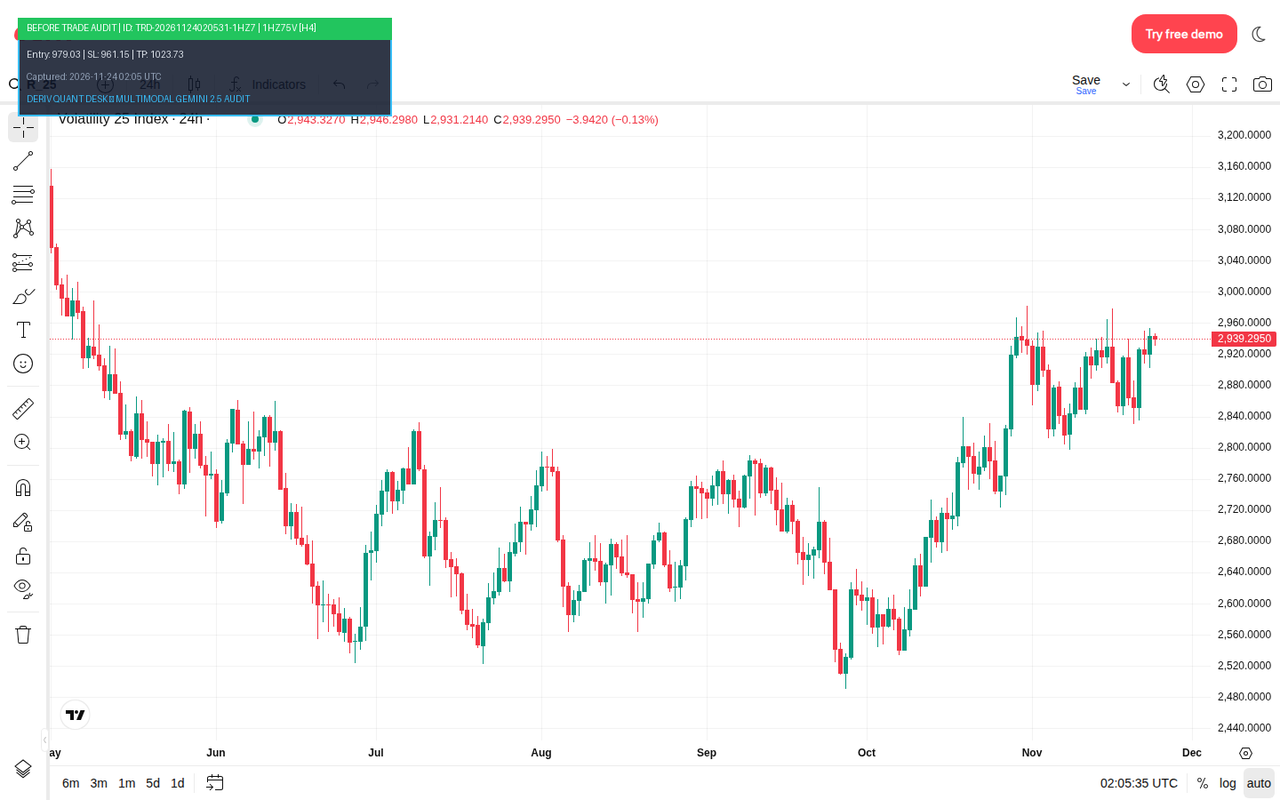 BEFORE TRADE AUDIT | ID: TRD-20261124020531-1HZ7 | 1HZ75V [H4]
Entry: 979.03 | SL: 961.15 | TP: 1023.73
Captured: 2026-11-24 02:05 UTC
DERIV QUANT DESK MULTIMODAL GEMINI 2.5 AUDIT
Try free demo
R_25
24h
Indicators
Save
Save
Volatility 25 Index · 24h ·
O2,943.3270 H2,946.2980 L2,931.2140 C2,939.2950 −3.9420 (−0.13%)
3,200.0000
3,160.0000
3,120.0000
3,080.0000
3,040.0000
3,000.0000
2,960.0000
2,939.2950
2,920.0000
2,880.0000
2,840.0000
2,800.0000
2,760.0000
2,720.0000
2,680.0000
2,640.0000
2,600.0000
2,560.0000
2,520.0000
2,480.0000
2,440.0000
ay Jun Jul Aug Sep Oct Nov Dec
6m 3m 1m 5d 1d
02:05:35 UTC % log auto